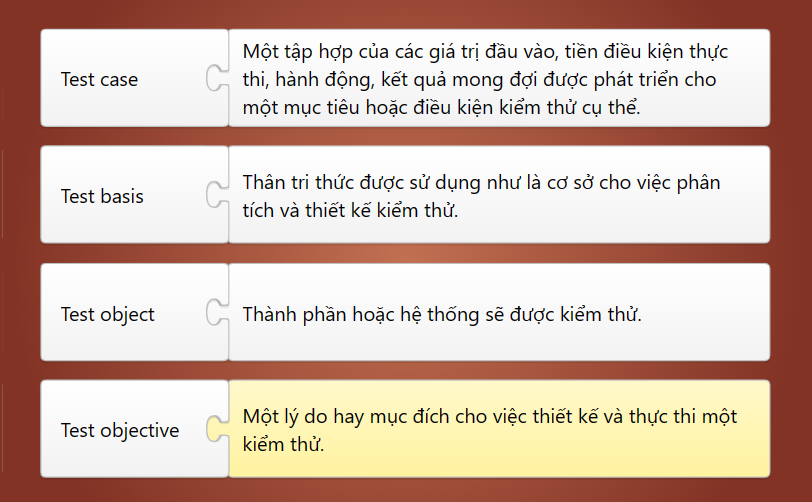 Test case
Một tập hợp của các giá trị đầu vào, tiền điều kiện thực
thi, hành động, kết quả mong đợi được phát triển cho
một mục tiêu hoặc điều kiện kiểm thử cụ thể.
Test basis
Thân tri thức được sử dụng như là cơ sở cho việc phân
tích và thiết kế kiểm thử.
Test object
Thành phần hoặc hệ thống sẽ được kiểm thử.
Test objective
Một lý do hay mục đích cho việc thiết kế và thực thi một
kiểm thử.